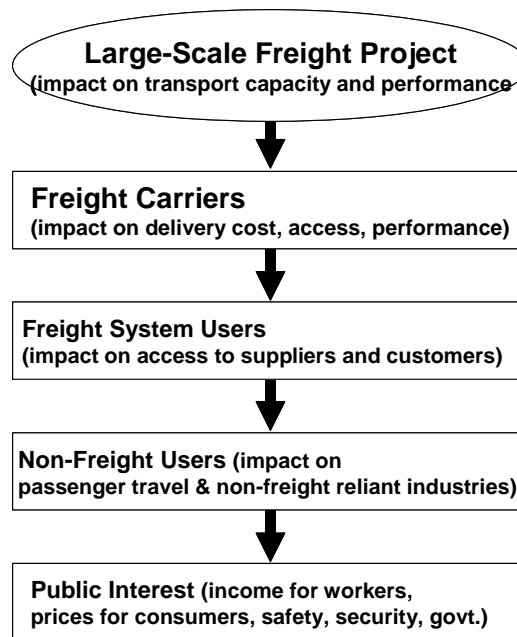 Large-Scale Freight Project
(impact on transport capacity and performance
Freight Carriers
(impact on delivery cost, access, performance)
Freight System Users
(impact on access to suppliers and customers)
Non-Freight Users (impact on
passenger travel & non-freight reliant industries)
Public Interest (income for workers,
prices for consumers, safety, security, govt.)